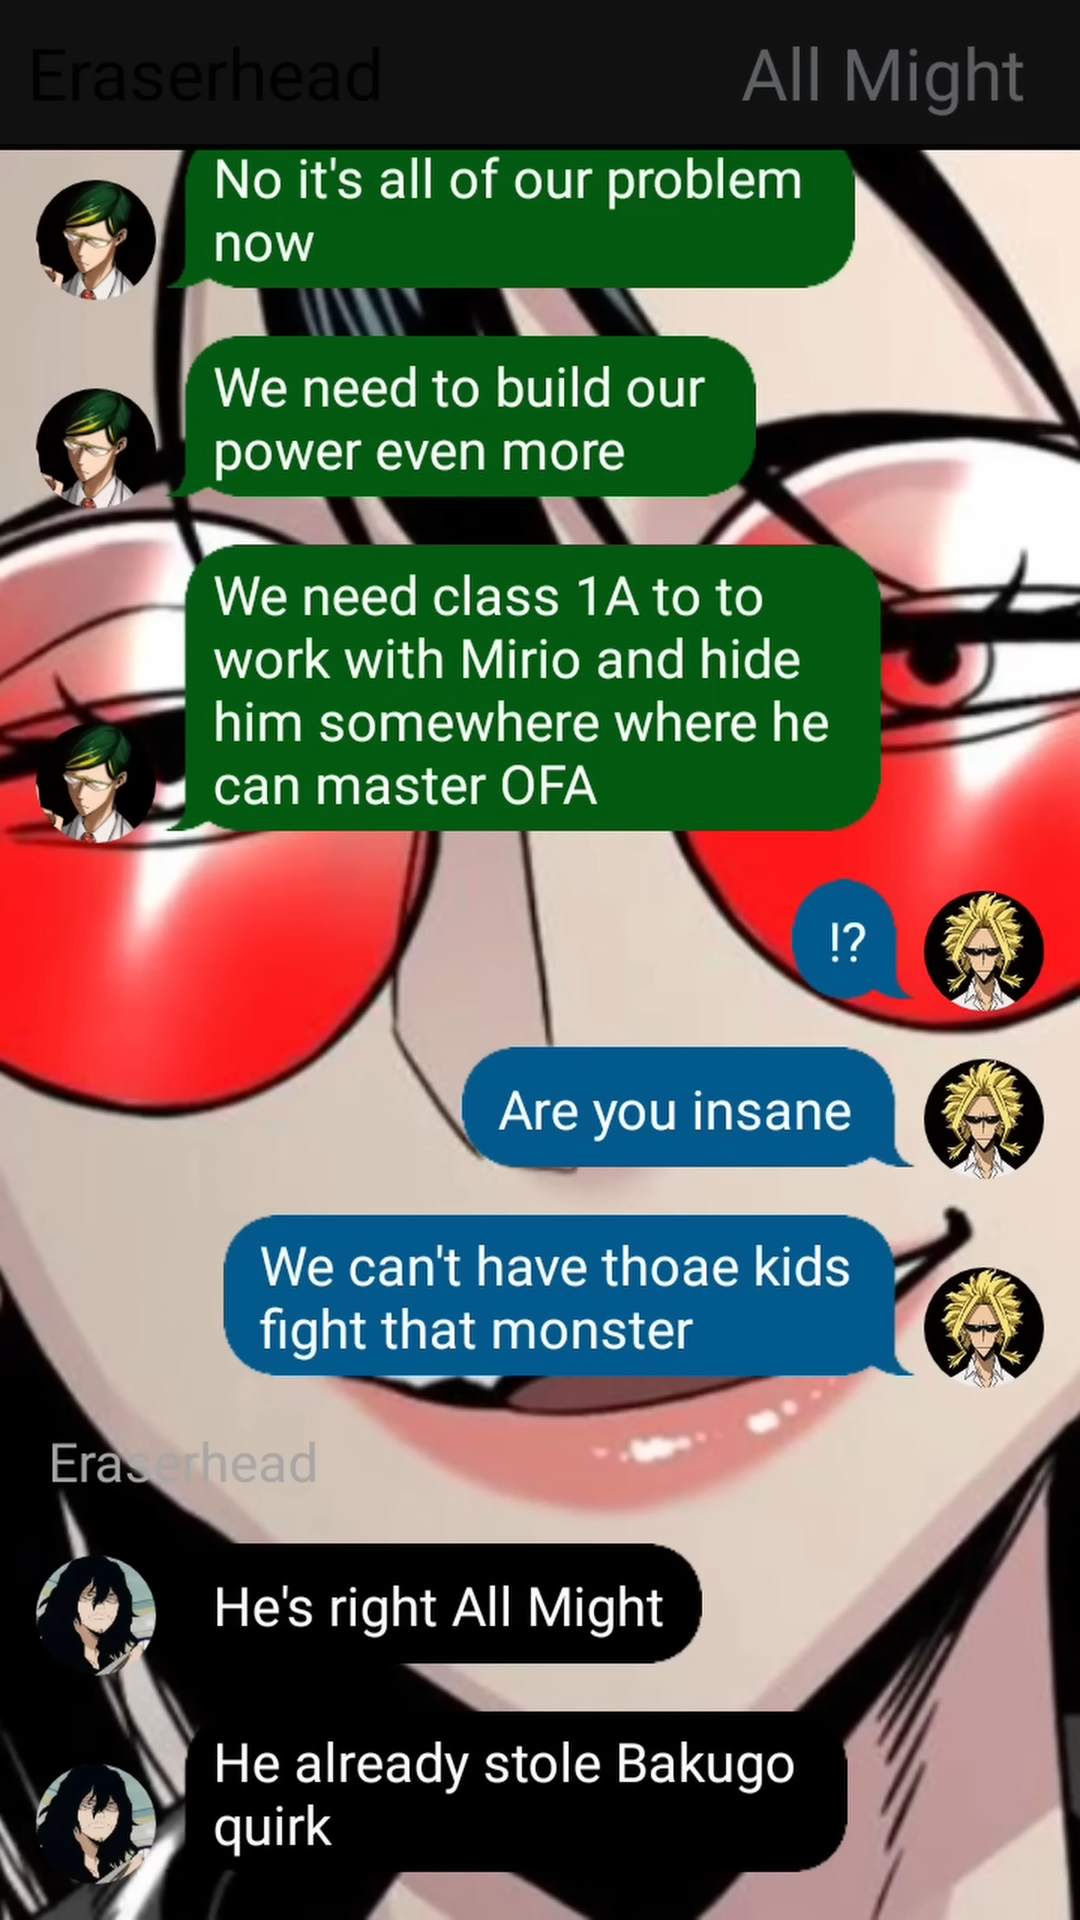 Eraserhead
All Might
No it's all of our problem
now
We need to build our
power even more
We need class 1A to to
work with Mirio and hide
him somewhere where he
can master OFA
!?
Are you insane
We can't have thoae kids
fight that monster
Eraserhead
He's right All Might
He already stole Bakugo
quirk